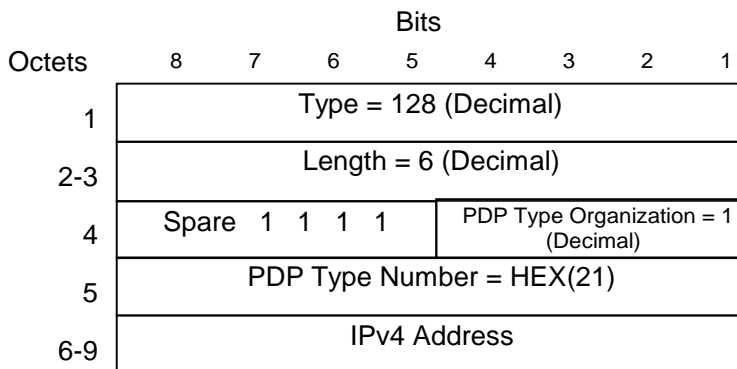 Bits
Octets 8 7 6 5 4 3 2 1
1 Type = 128 (Decimal)
2-3 Length = 6 (Decimal)
4 Spare 1 1 1 1 PDP Type Organization = 1
(Decimal)
5 PDP Type Number = HEX(21)
6-9 IPv4 Address